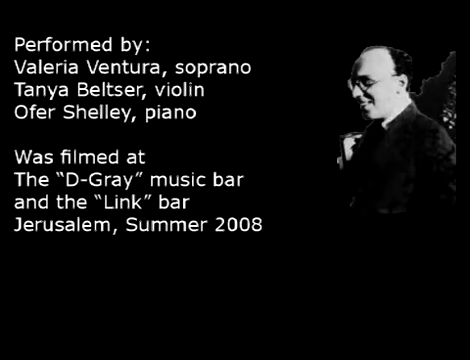 Performed by:
Valeria Ventura, soprano
Tanya Beltser, violin
Ofer Shelley, piano
Was filmed at
The “D-Gray” music bar
and the “Link” bar
Jerusalem, Summer 2008